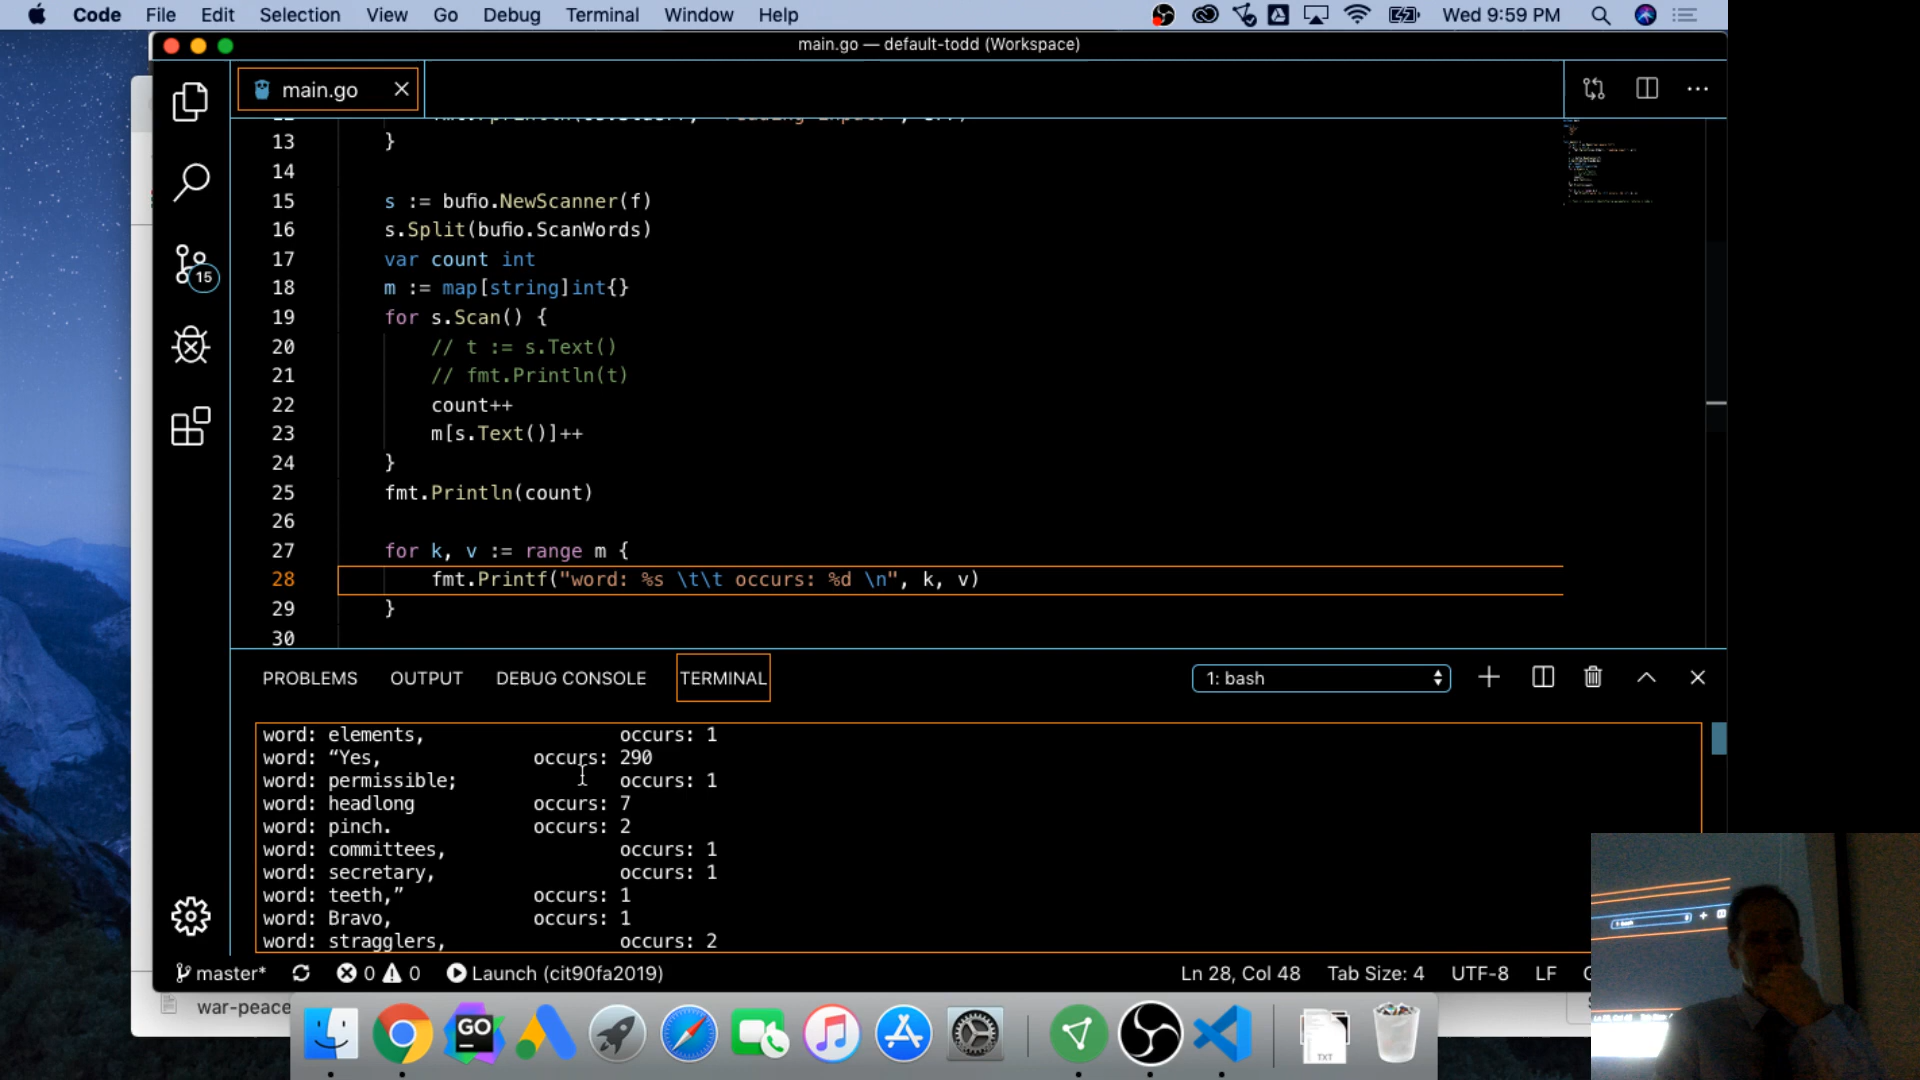 Code File Edit Selection View Go Debug Terminal Window Help Wed 9:59 PM
main.go — default-todd (Workspace)
main.go
13 }
14
15 s := bufio.NewScanner(f)
16 s.Split(bufio.ScanWords)
17 var count int
18 m := map[string]int{}
19 for s.Scan() {
20 // t := s.Text()
21 // fmt.Println(t)
22 count++
23 m[s.Text()]++
24 }
25 fmt.Println(count)
26
27 for k, v := range m {
28 fmt.Printf("word: %s \t\t occurs: %d \n", k, v)
29 }
30
15
PROBLEMS OUTPUT DEBUG CONSOLE TERMINAL 1: bash
word: elements, occurs: 1
word: “Yes, occurs: 290
word: permissible; occurs: 1
word: headlong occurs: 7
word: pinch. occurs: 2
word: committees, occurs: 1
word: secretary, occurs: 1
word: teeth,” occurs: 1
word: Bravo, occurs: 1
word: stragglers, occurs: 2
master* 0 0 Launch (cit90fa2019) Ln 28, Col 48 Tab Size: 4 UTF-8 LF
war-peace
GO
TXT